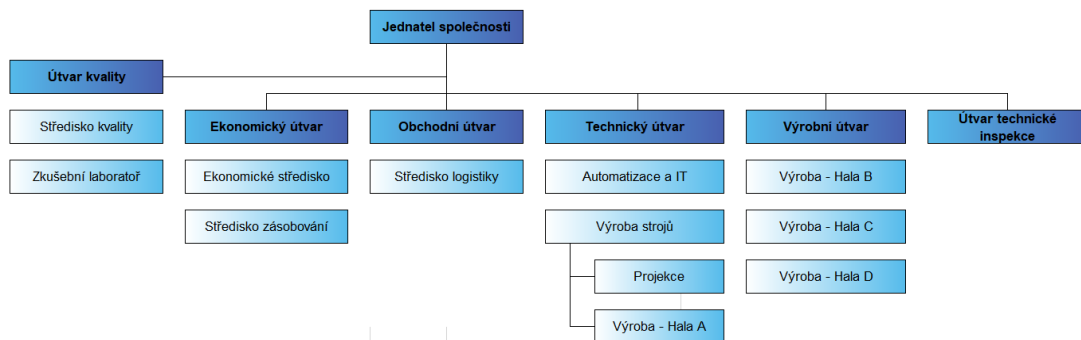 Jednatel společnosti
Útvar kvality
Středisko kvality
Ekonomický útvar
Obchodní útvar
Technický útvar
Výrobní útvar
Útvar technické
inspekce
Zkušební laboratoř
Ekonomické středisko
Středisko logistiky
Automatizace a IT
Výroba - Hala B
Středisko zásobování
Výroba strojů
Výroba - Hala C
Projekce
Výroba - Hala D
Výroba - Hala A